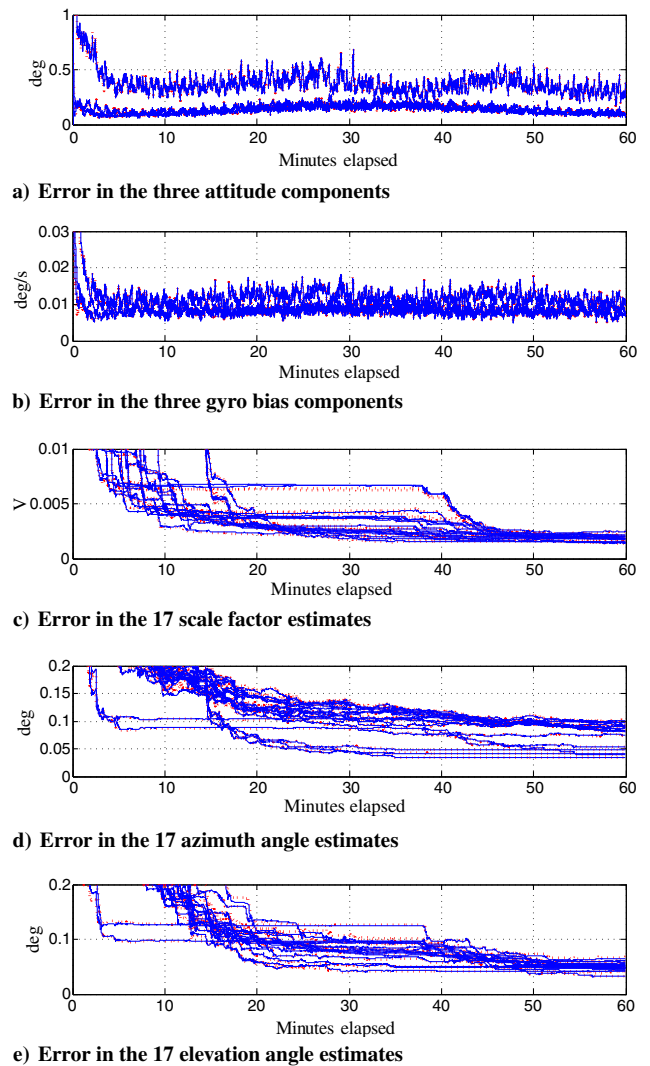 1
0.5
0
deg
0 10 20 30 40 50 60
Minutes elapsed
a) Error in the three attitude components
0.03
0.02
0.01
0
deg/s
0 10 20 30 40 50 60
Minutes elapsed
b) Error in the three gyro bias components
0.01
0.005
0
V
0 10 20 30 40 50 60
Minutes elapsed
c) Error in the 17 scale factor estimates
0.2
0.15
0.1
0.05
0
deg
0 10 20 30 40 50 60
Minutes elapsed
d) Error in the 17 azimuth angle estimates
0.2
0.1
0
deg
0 10 20 30 40 50 60
Minutes elapsed
e) Error in the 17 elevation angle estimates